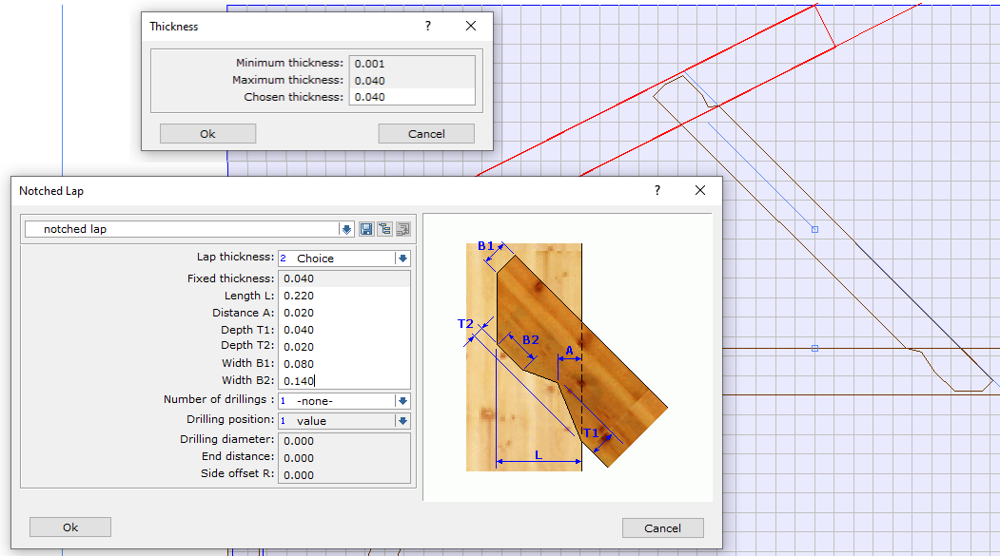 Thickness ?
Minimum thickness: 0.001
Maximum thickness: 0.040
Chosen thickness: 0.040
Ok Cancel
Notched Lap ?
notched lap
Lap thickness: 2 Choice
Fixed thickness: 0.040
Length L: 0.220
Distance A: 0.020
Depth T1: 0.040
Depth T2: 0.020
Width B1: 0.080
Width B2: 0.140
Number of drillings : 1 -none-
Drilling position: 1 value
Drilling diameter: 0.000
End distance: 0.000
Side offset R: 0.000
B1
T2
B2
A
T1
L
Ok Cancel